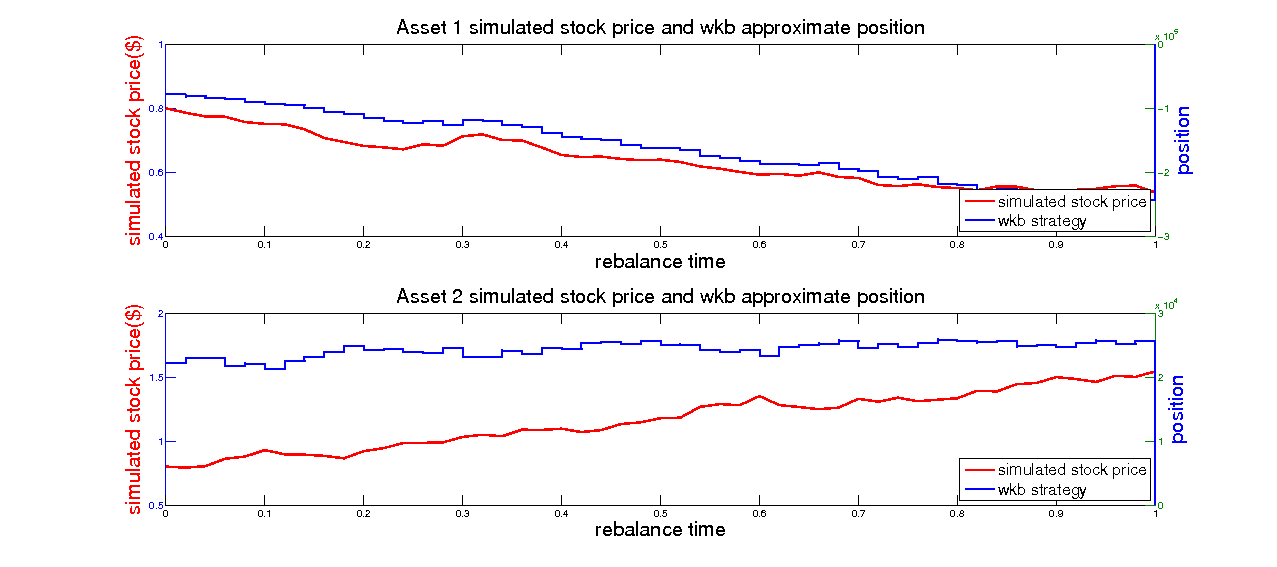 Asset 1 simulated stock price and wkb approximate position
simulated stock price($)
1
0.8
0.6
0.4
x 10^5
0
-1
-2
-3
position
simulated stock price
wkb strategy
0 0.1 0.2 0.3 0.4 0.5 0.6 0.7 0.8 0.9 1
rebalance time
Asset 2 simulated stock price and wkb approximate position
simulated stock price($)
2
1.5
1
0.5
x 10^4
3
2
1
0
position
simulated stock price
wkb strategy
0 0.1 0.2 0.3 0.4 0.5 0.6 0.7 0.8 0.9 1
rebalance time